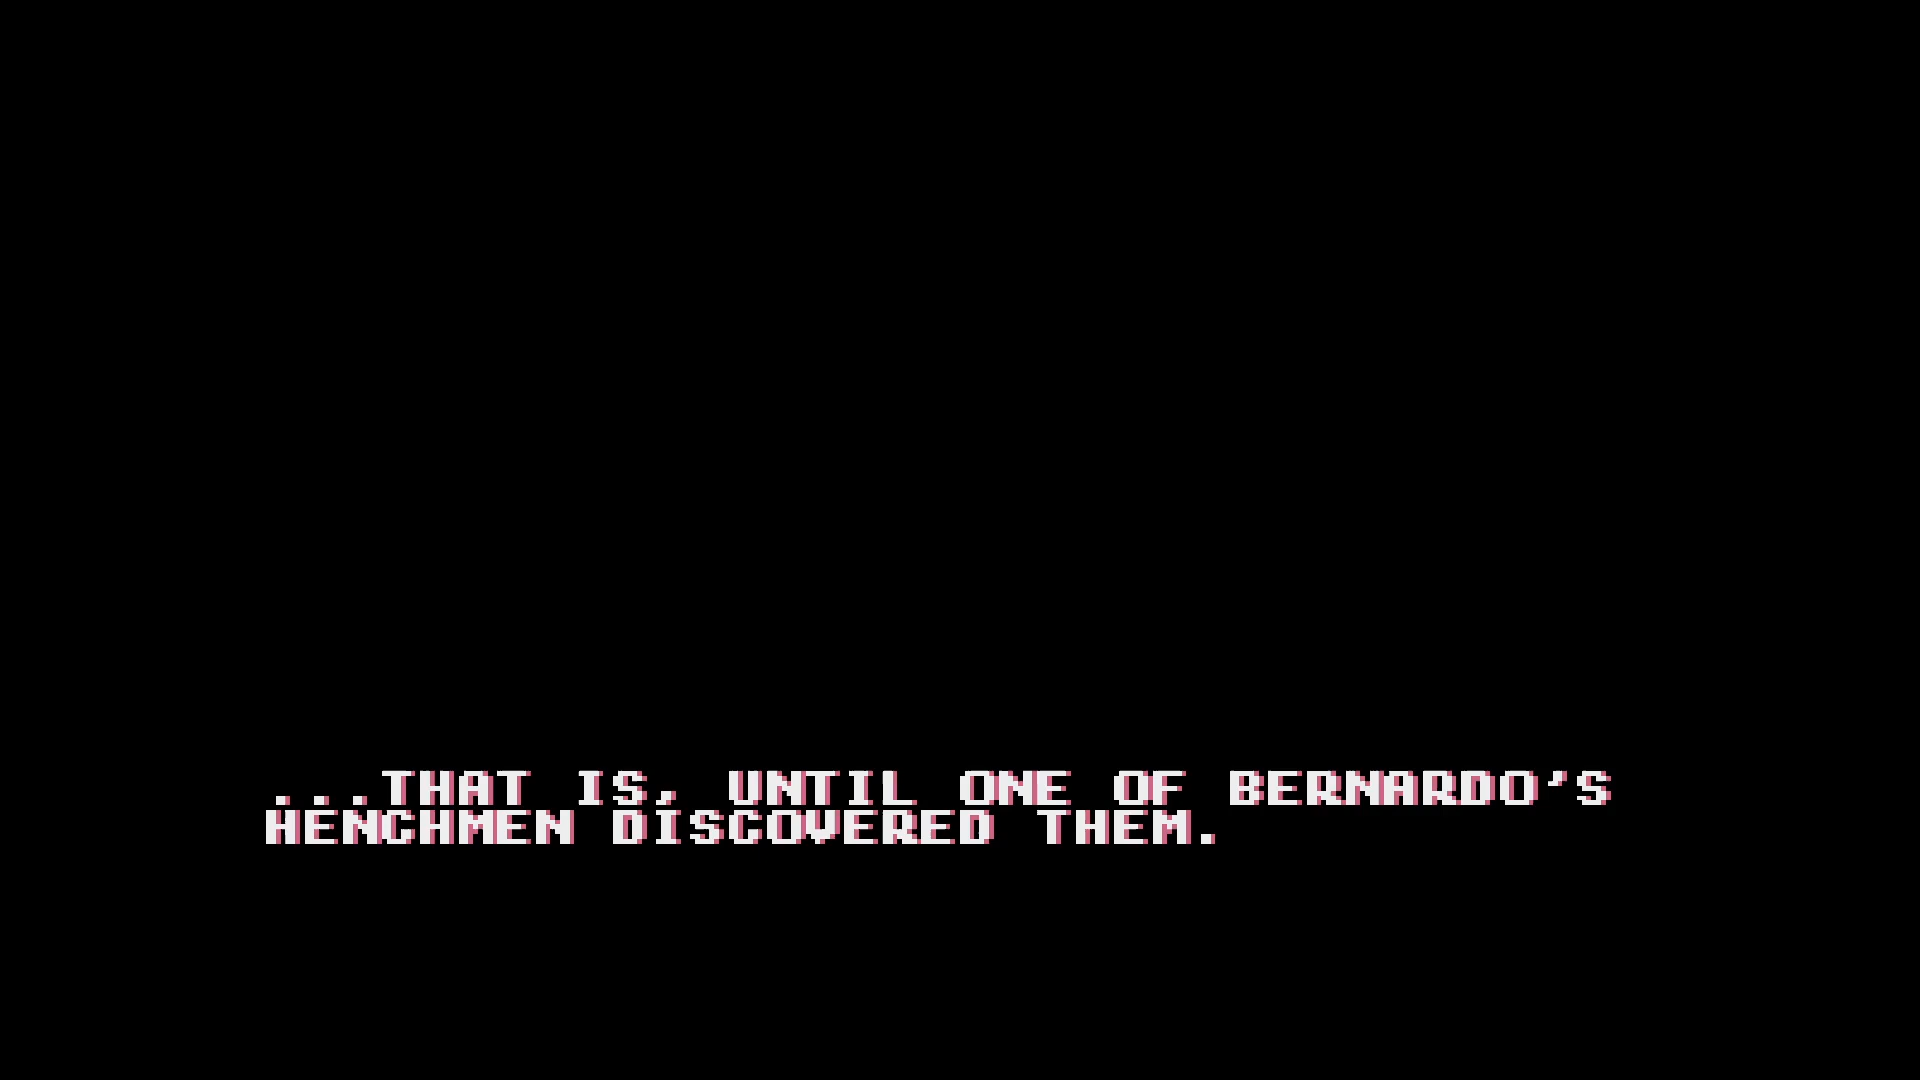 ...THAT IS, UNTIL ONE OF BERNARDO'S
HENCHMEN DISCOVERED THEM.